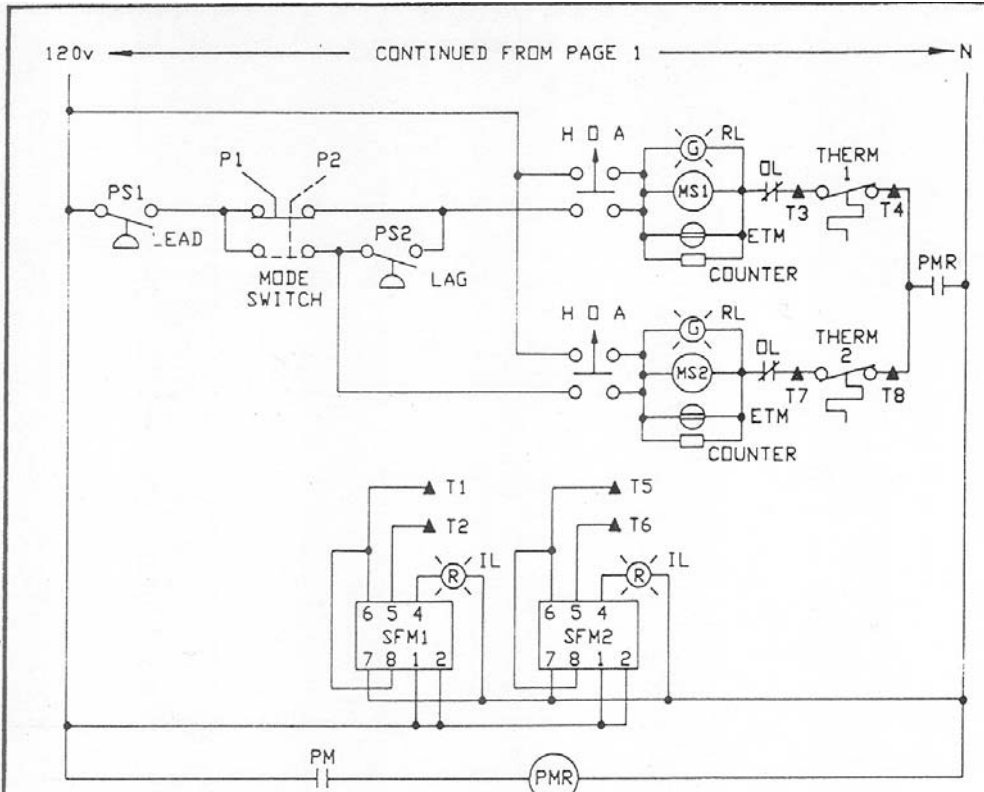 120v CONTINUED FROM PAGE 1 N
H O A RL
G
P1 P2
OL THERM
1
PS1
MS1
T3 T4
LEAD
PS2
ETM
LAG
MODE
SWITCH
COUNTER
PMR
H O A RL
G
OL THERM
2
MS2
T7 T8
ETM
COUNTER
T1
T2
T5
T6
IL
R
IL
R
6 5 4
SFM1
7 8 1 2
6 5 4
SFM2
7 8 1 2
PM
PMR